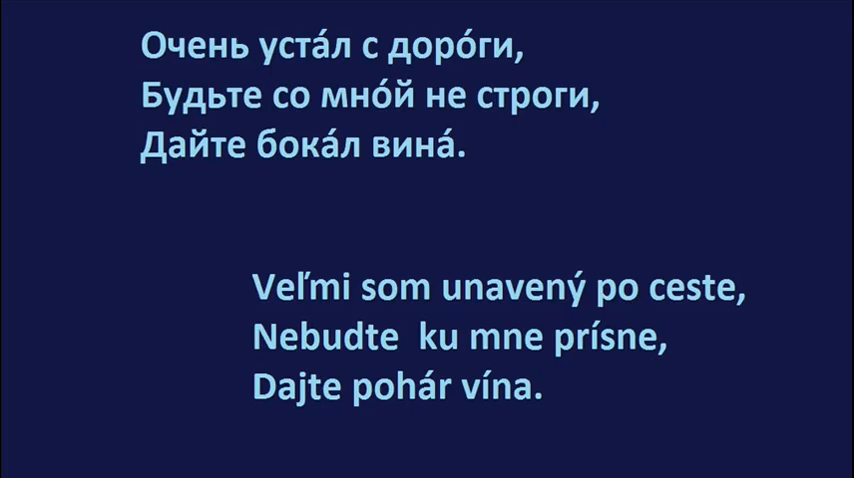 Очень уста́л с доро́ги,
Будьте со мно́й не строги,
Дайте бока́л вина́.
Veľmi som unavený po ceste,
Nebudte ku mne prísne,
Dajte pohár vína.